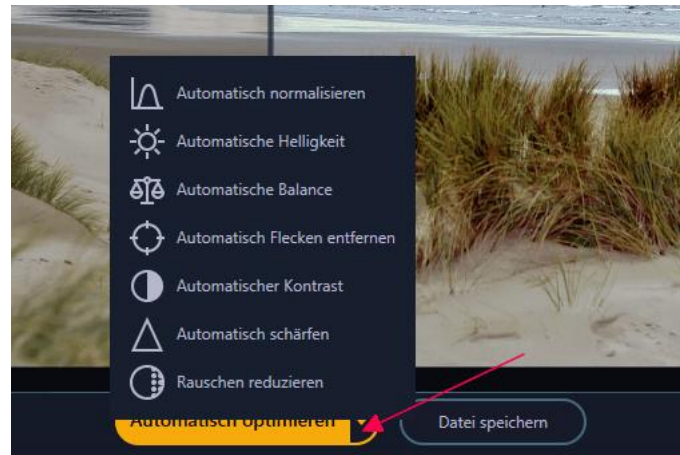 Automatisch normalisieren
Automatische Helligkeit
Automatische Balance
Automatisch Flecken entfernen
Automatischer Kontrast
Automatisch schärfen
Rauschen reduzieren
Automatisch optimieren
Datei speichern